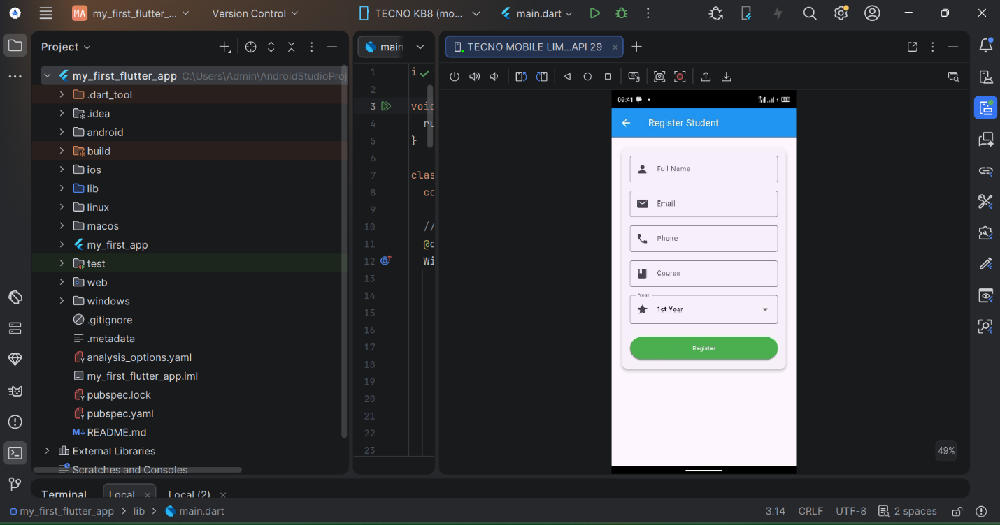 MA my_first_flutter_...
Version Control
TECNO KB8 (mo...
main.dart
Project
my_first_flutter_app C:\Users\Admin\AndroidStudioProj
.dart_tool
.idea
android
build
ios
lib
linux
macos
my_first_app
test
web
windows
.gitignore
.metadata
analysis_options.yaml
my_first_flutter_app.iml
pubspec.lock
pubspec.yaml
M↓ README.md
External Libraries
Scratches and Consoles
main
1
2
3 void
4 ru
5 }
6
7 clas
8 co
9
10 //
11 @o
12 Wi
13
14
15
16
17
18
19
20
21
22
23
TECNO MOBILE LIM...API 29
09:41
Register Student
Full Name
Email
Phone
Course
Year
1st Year
Register
49%
Terminal Local Local (2)
my_first_flutter_app > lib > main.dart
3:14 CRLF UTF-8 2 spaces